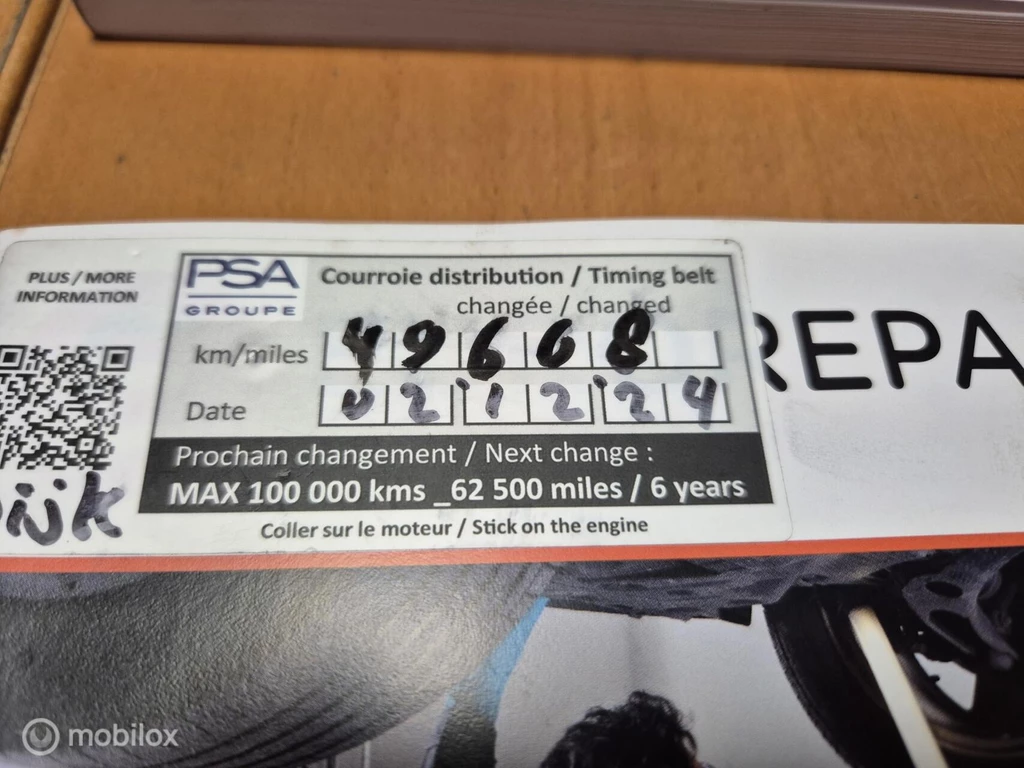 PLUS / MORE
INFORMATION
PSA
GROUPE
Courroie distribution / Timing belt
changée / changed
km/miles 49608
Date 02.12.24
Prochain changement / Next change :
MAX 100 000 kms _62 500 miles / 6 years
Coller sur le moteur / Stick on the engine
REPA
mobilox